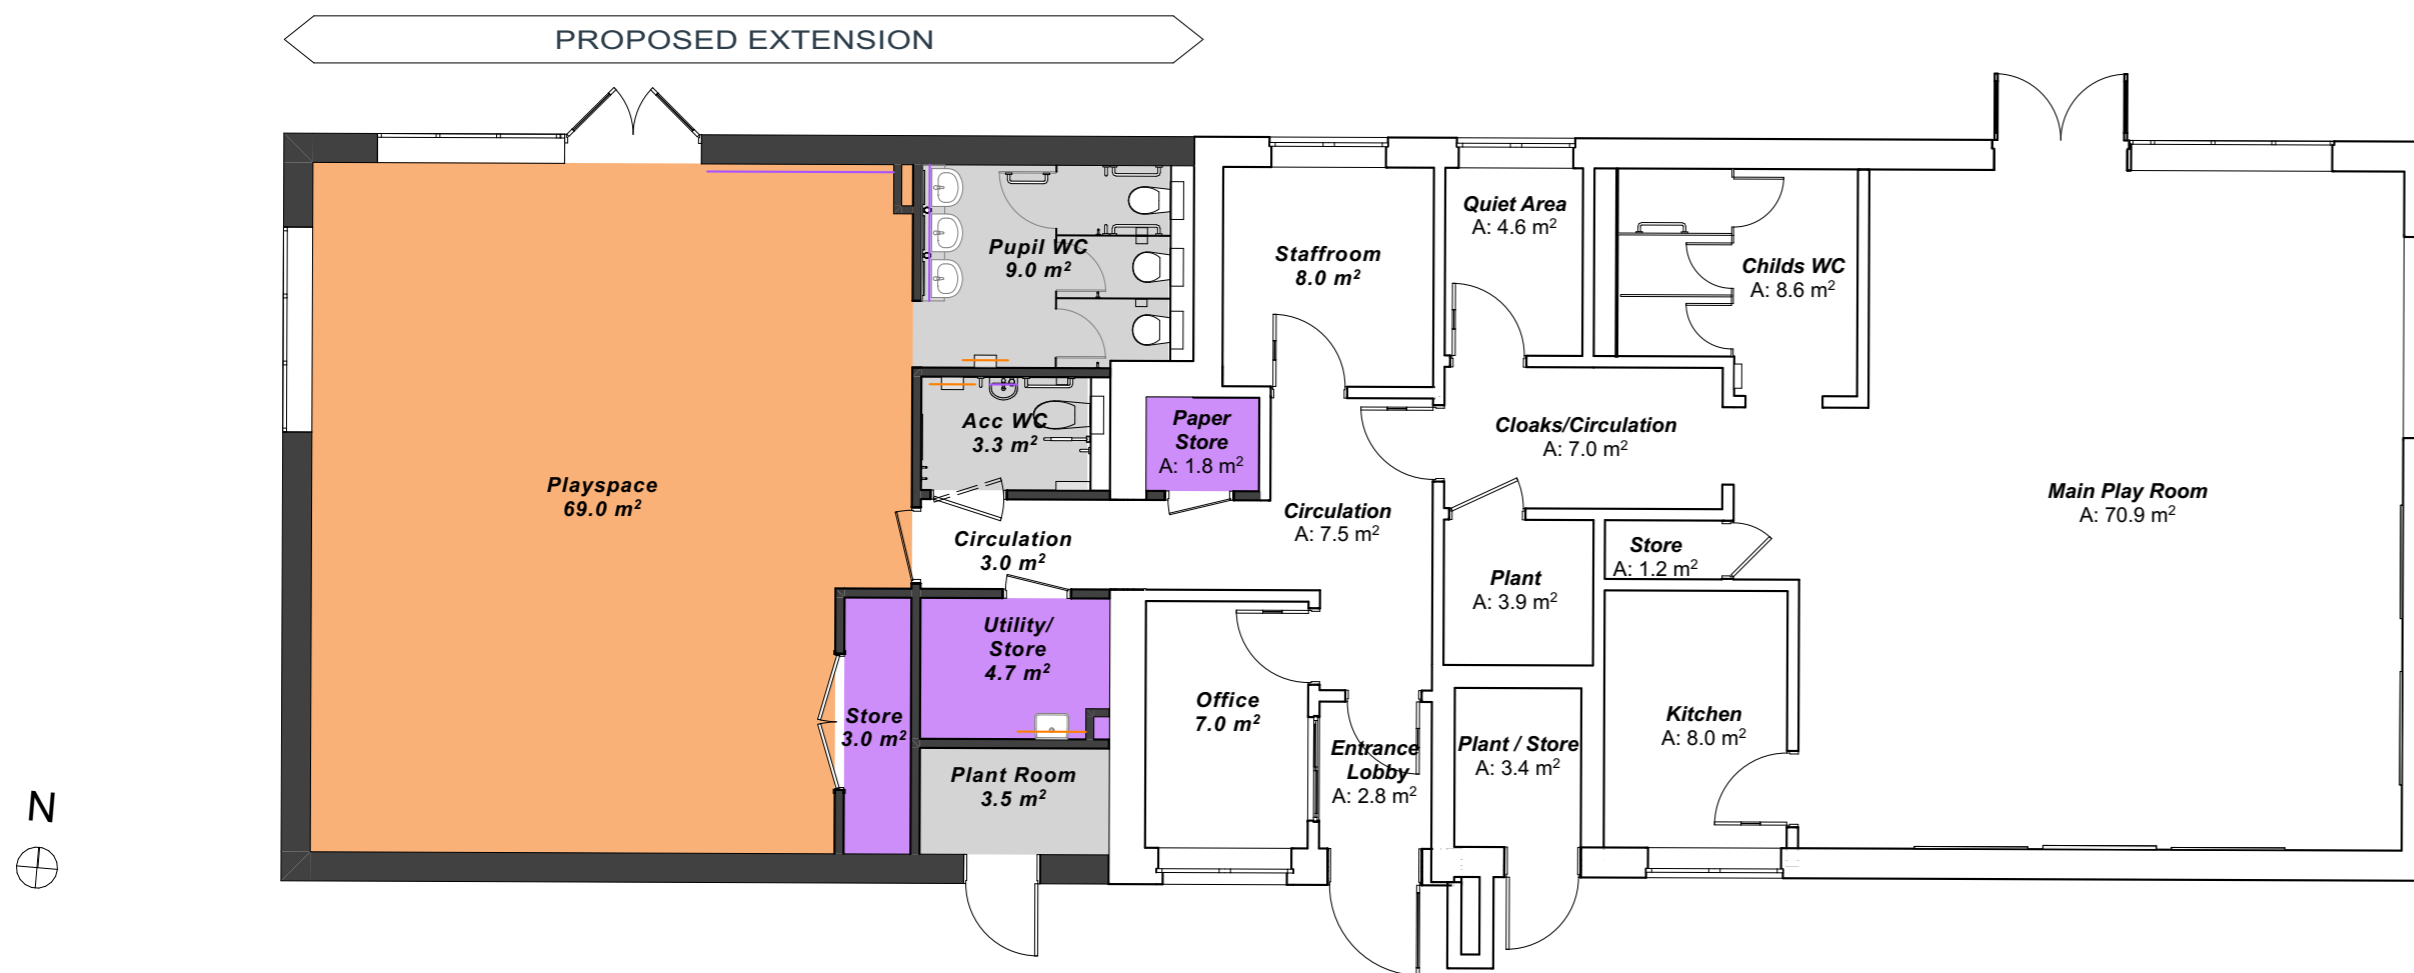 PROPOSED EXTENSION
Pupil WC
9.0 m²
Staffroom
8.0 m²
Quiet Area
A: 4.6 m²
Childs WC
A: 8.6 m²
Acc WC
3.3 m²
Paper
Store
A: 1.8 m²
Cloaks/Circulation
A: 7.0 m²
Playspace
69.0 m²
Main Play Room
A: 70.9 m²
Circulation
3.0 m²
Circulation
A: 7.5 m²
Store
A: 1.2 m²
Plant
A: 3.9 m²
Utility/
Store
4.7 m²
Store
3.0 m²
Office
7.0 m²
Entrance
Lobby
A: 2.8 m²
Plant / Store
A: 3.4 m²
Kitchen
A: 8.0 m²
Plant Room
3.5 m²
N